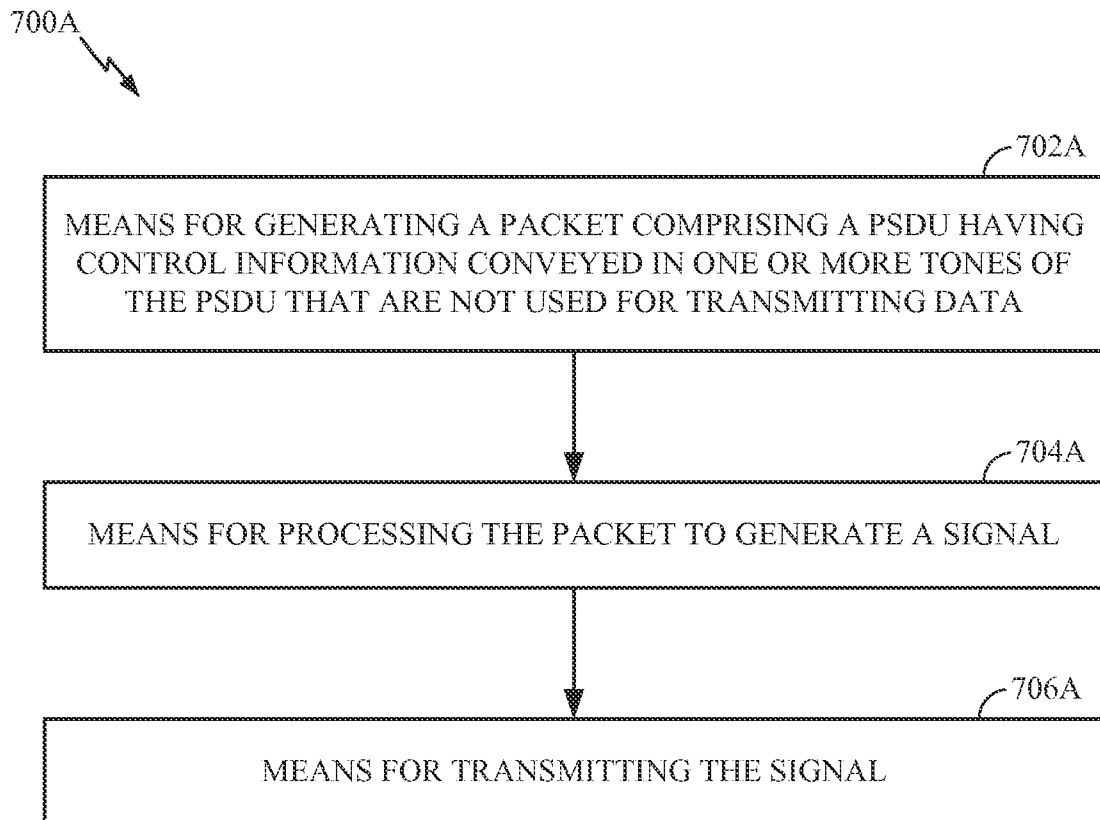 700A
702A
MEANS FOR GENERATING A PACKET COMPRISING A PSDU HAVING
CONTROL INFORMATION CONVEYED IN ONE OR MORE TONES OF
THE PSDU THAT ARE NOT USED FOR TRANSMITTING DATA
704A
MEANS FOR PROCESSING THE PACKET TO GENERATE A SIGNAL
706A
MEANS FOR TRANSMITTING THE SIGNAL